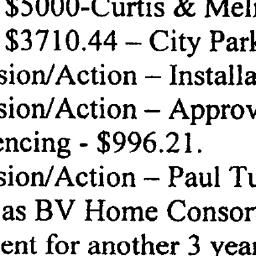 $5000-Curtis & Mel
$3710.44 – City Park
sion/Action – Installa
sion/Action – Approv
encing - $996.21.
sion/Action – Paul Tu
as BV Home Consor
ent for another 3 year